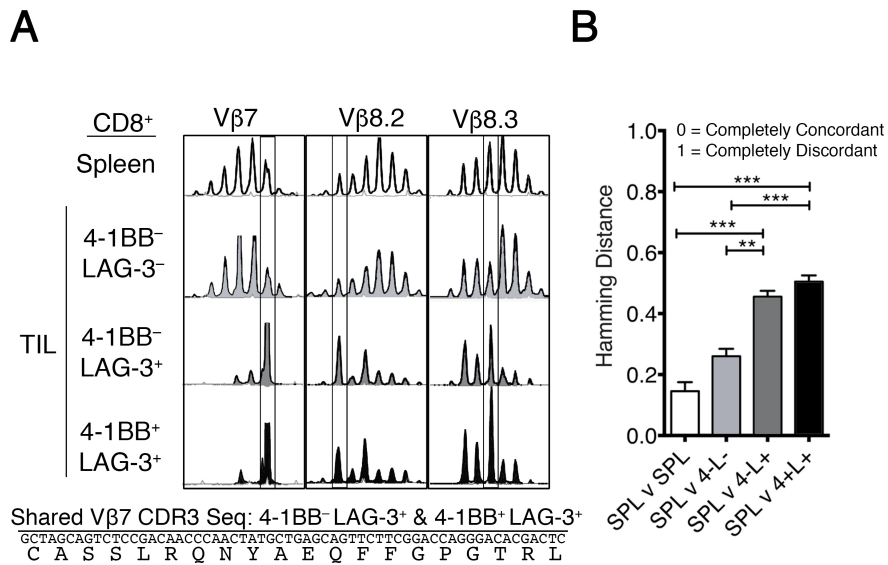 A
B
CD8⁺
Vβ7
Vβ8.2
Vβ8.3
Spleen
TIL
4-1BB⁻
LAG-3⁻
4-1BB⁻
LAG-3⁺
4-1BB⁺
LAG-3⁺
Shared Vβ7 CDR3 Seq: 4-1BB⁻LAG-3⁺ & 4-1BB⁺LAG-3⁺
GCTAGCAGTCTCCGACAACCCAACTATGCTGAGCAGTTCTTCGGACCAGGGACACGACTC
C A S S L R Q N Y A E Q F F G P G T R L
0 = Completely Concordant
1 = Completely Discordant
Hamming Distance
1.0
0.8
0.6
0.4
0.2
0.0
***
***
***
**
SPL v SPL
SPL v 4-L-
SPL v 4-L+
SPL v 4+L+